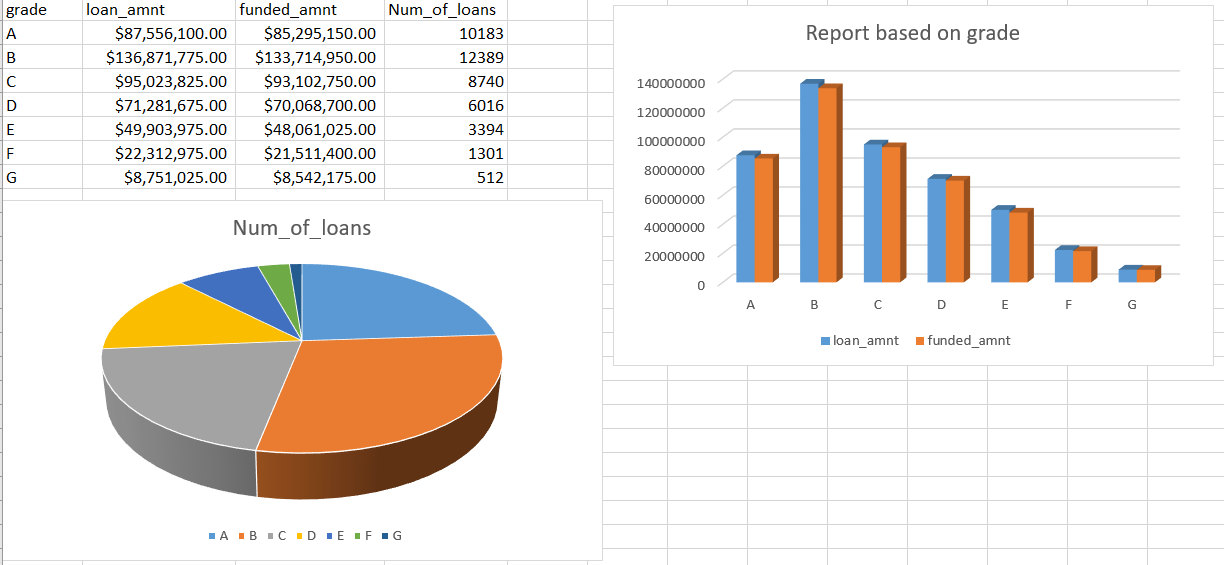 grade loan_amnt funded_amnt Num_of_loans
A $87,556,100.00 $85,295,150.00 10183
B $136,871,775.00 $133,714,950.00 12389
C $95,023,825.00 $93,102,750.00 8740
D $71,281,675.00 $70,068,700.00 6016
E $49,903,975.00 $48,061,025.00 3394
F $22,312,975.00 $21,511,400.00 1301
G $8,751,025.00 $8,542,175.00 512
Num_of_loans
A B C D E F G
Report based on grade
140000000
120000000
100000000
80000000
60000000
40000000
20000000
0
A B C D E F G
loan_amnt funded_amnt